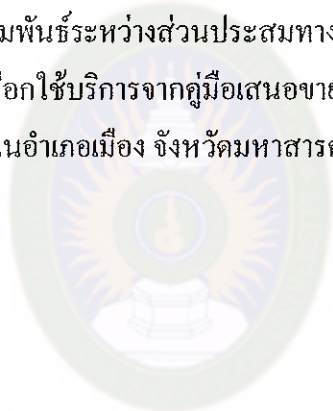 มพันธ์ระหว่างส่วนประสมทาง
อกใช้บริการจากคู่มือเสนอขาย
นอำเภอเมือง จังหวัดมหาสารค